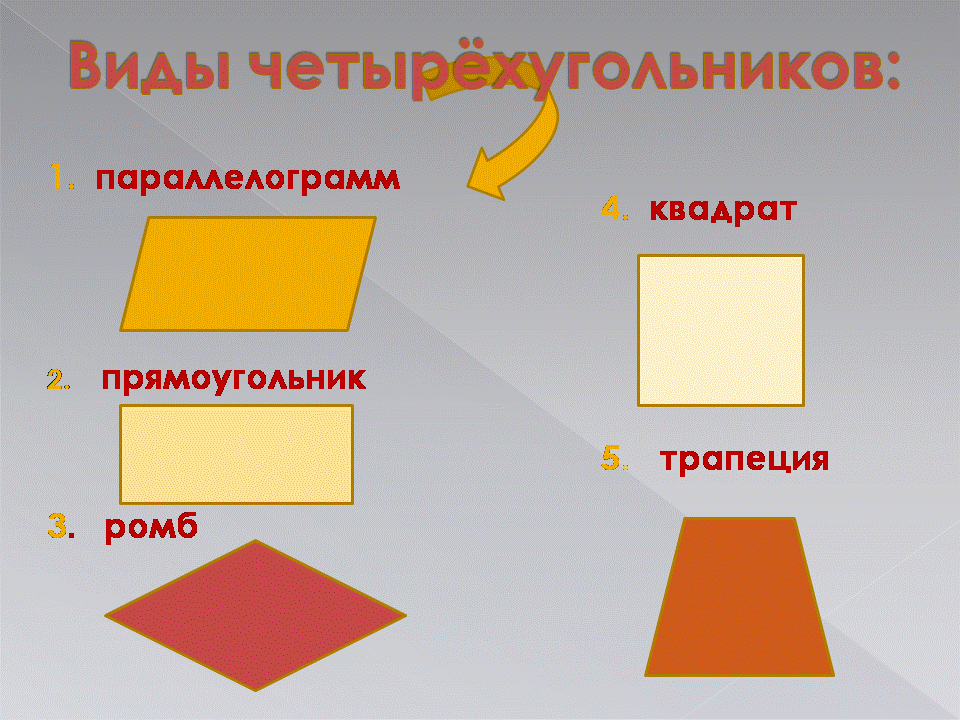 Виды четырёхугольников:
1. параллелограмм
2. прямоугольник
3. ромб
4. квадрат
5. трапеция